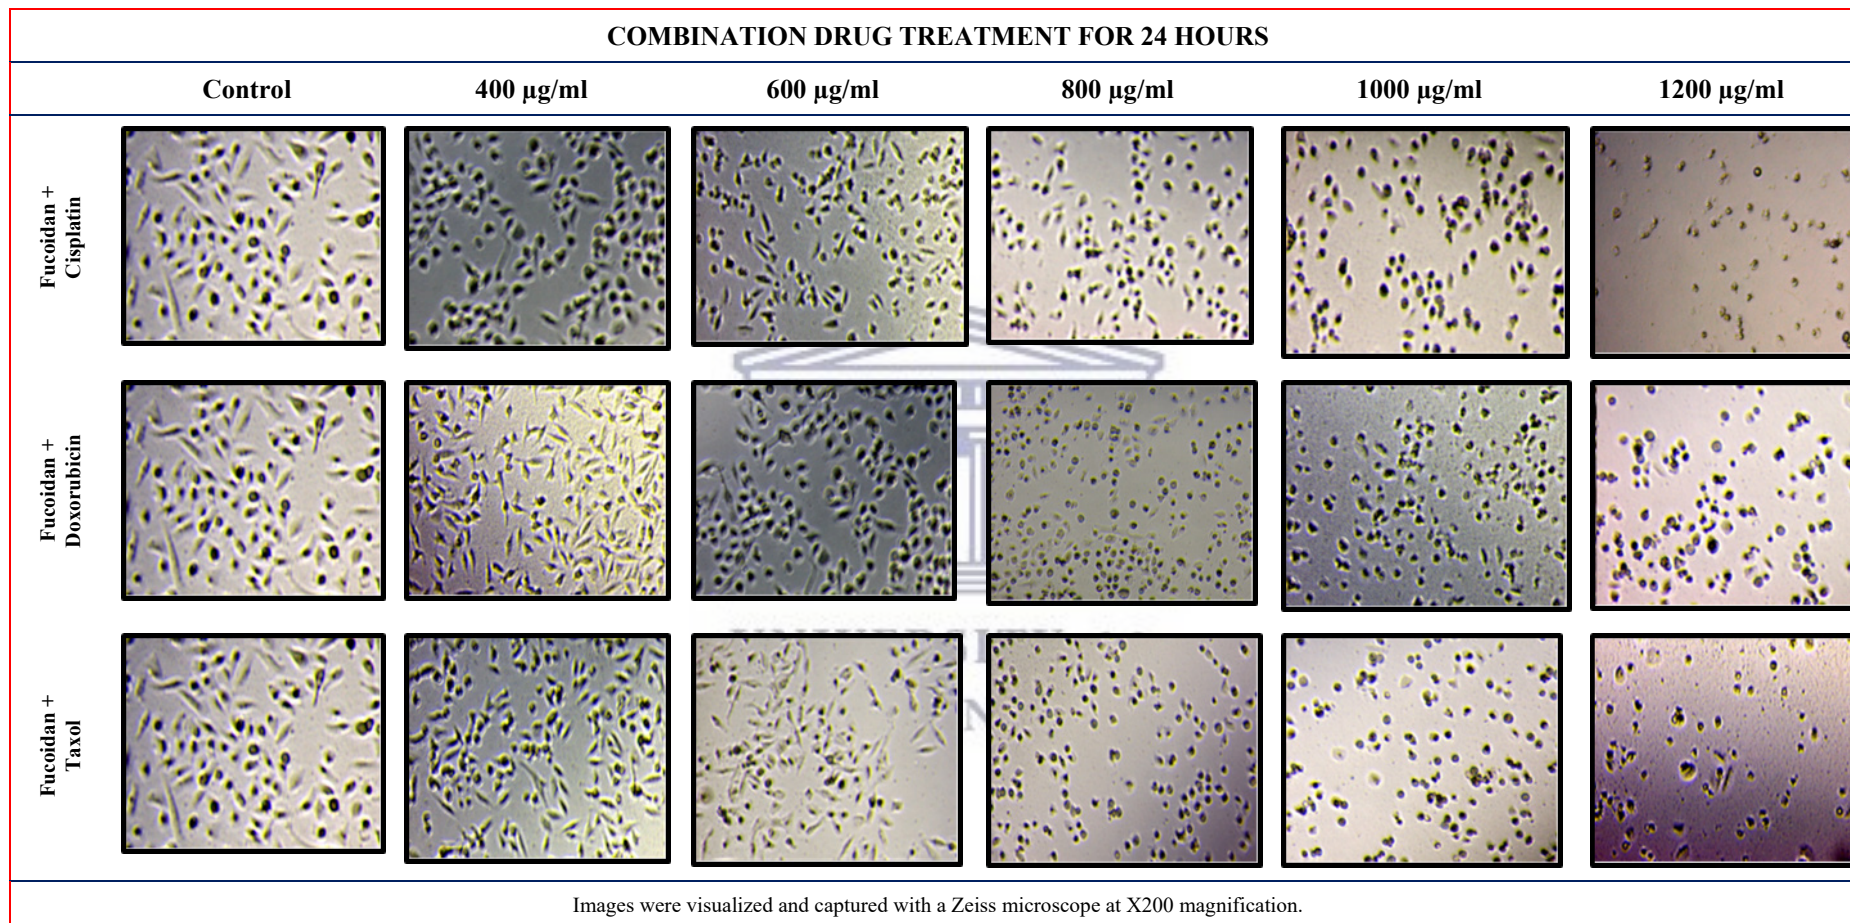 COMBINATION DRUG TREATMENT FOR 24 HOURS
Control 400 µg/ml 600 µg/ml 800 µg/ml 1000 µg/ml 1200 µg/ml
Fucoidan +
Cisplatin
Fucoidan +
Doxorubicin
Fucoidan +
Taxol
Images were visualized and captured with a Zeiss microscope at X200 magnification.